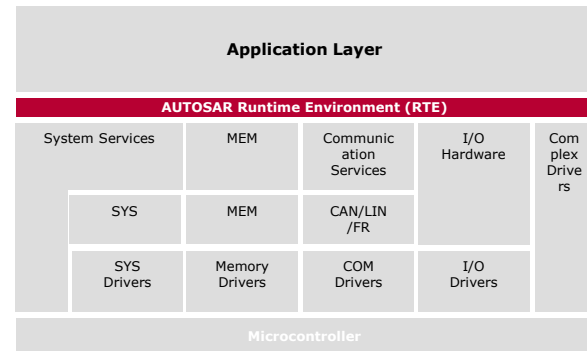 Application Layer
AUTOSAR Runtime Environment (RTE)
System Services
MEM
Communic
ation
Services
I/O
Hardware
Com
plex
Drive
rs
SYS
MEM
CAN/LIN
/FR
SYS
Drivers
Memory
Drivers
COM
Drivers
I/O
Drivers
Microcontroller